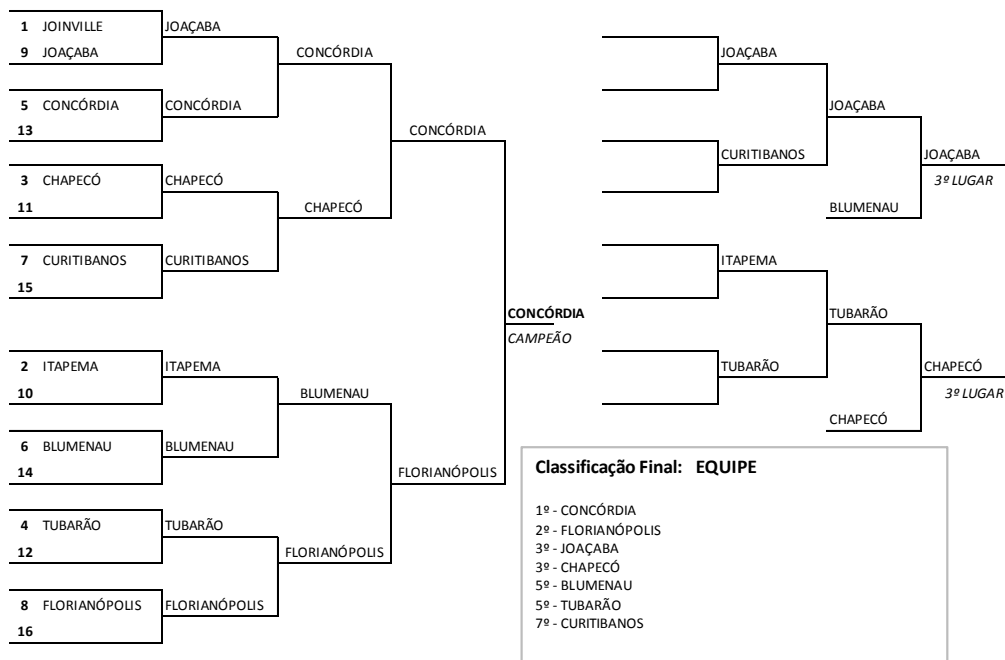 1 JOINVILLE
9 JOAÇABA
5 CONCÓRDIA
13
3 CHAPECÓ
11
7 CURITIBANOS
15
2 ITAPEMA
10
6 BLUMENAU
14
4 TUBARÃO
12
8 FLORIANÓPOLIS
16
JOAÇABA
CONCÓRDIA
CHAPECÓ
CURITIBANOS
ITAPEMA
BLUMENAU
TUBARÃO
FLORIANÓPOLIS
CONCÓRDIA
CHAPECÓ
BLUMENAU
FLORIANÓPOLIS
CONCÓRDIA
FLORIANÓPOLIS
CONCÓRDIA
CAMPEÃO
JOAÇABA
CURITIBANOS
ITAPEMA
TUBARÃO
JOAÇABA
BLUMENAU
TUBARÃO
CHAPECÓ
JOAÇABA
3º LUGAR
CHAPECÓ
3º LUGAR
Classificação Final: EQUIPE
1º - CONCÓRDIA
2º - FLORIANÓPOLIS
3º - JOAÇABA
3º - CHAPECÓ
5º - BLUMENAU
5º - TUBARÃO
7º - CURITIBANOS